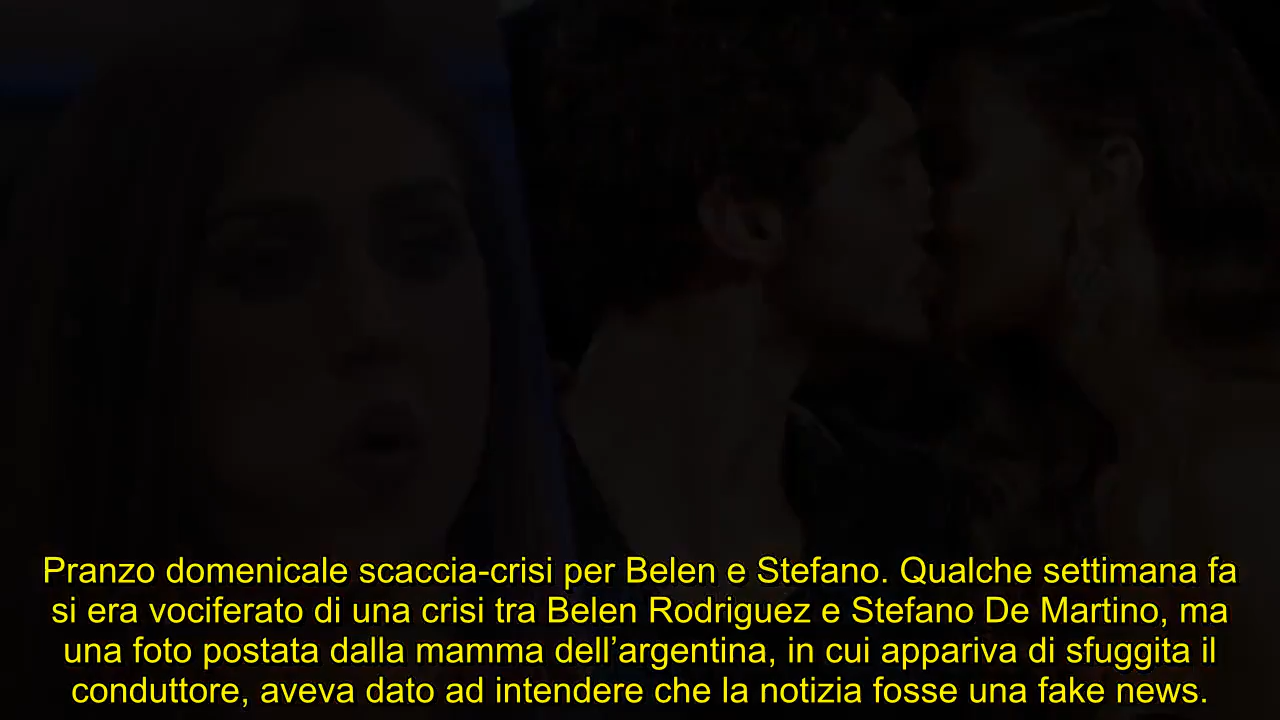 Pranzo domenicale scaccia-crisi per Belen e Stefano. Qualche settimana fa
si era vociferato di una crisi tra Belen Rodriguez e Stefano De Martino, ma
una foto postata dalla mamma dell’argentina, in cui appariva di sfuggita il
conduttore, aveva dato ad intendere che la notizia fosse una fake news.